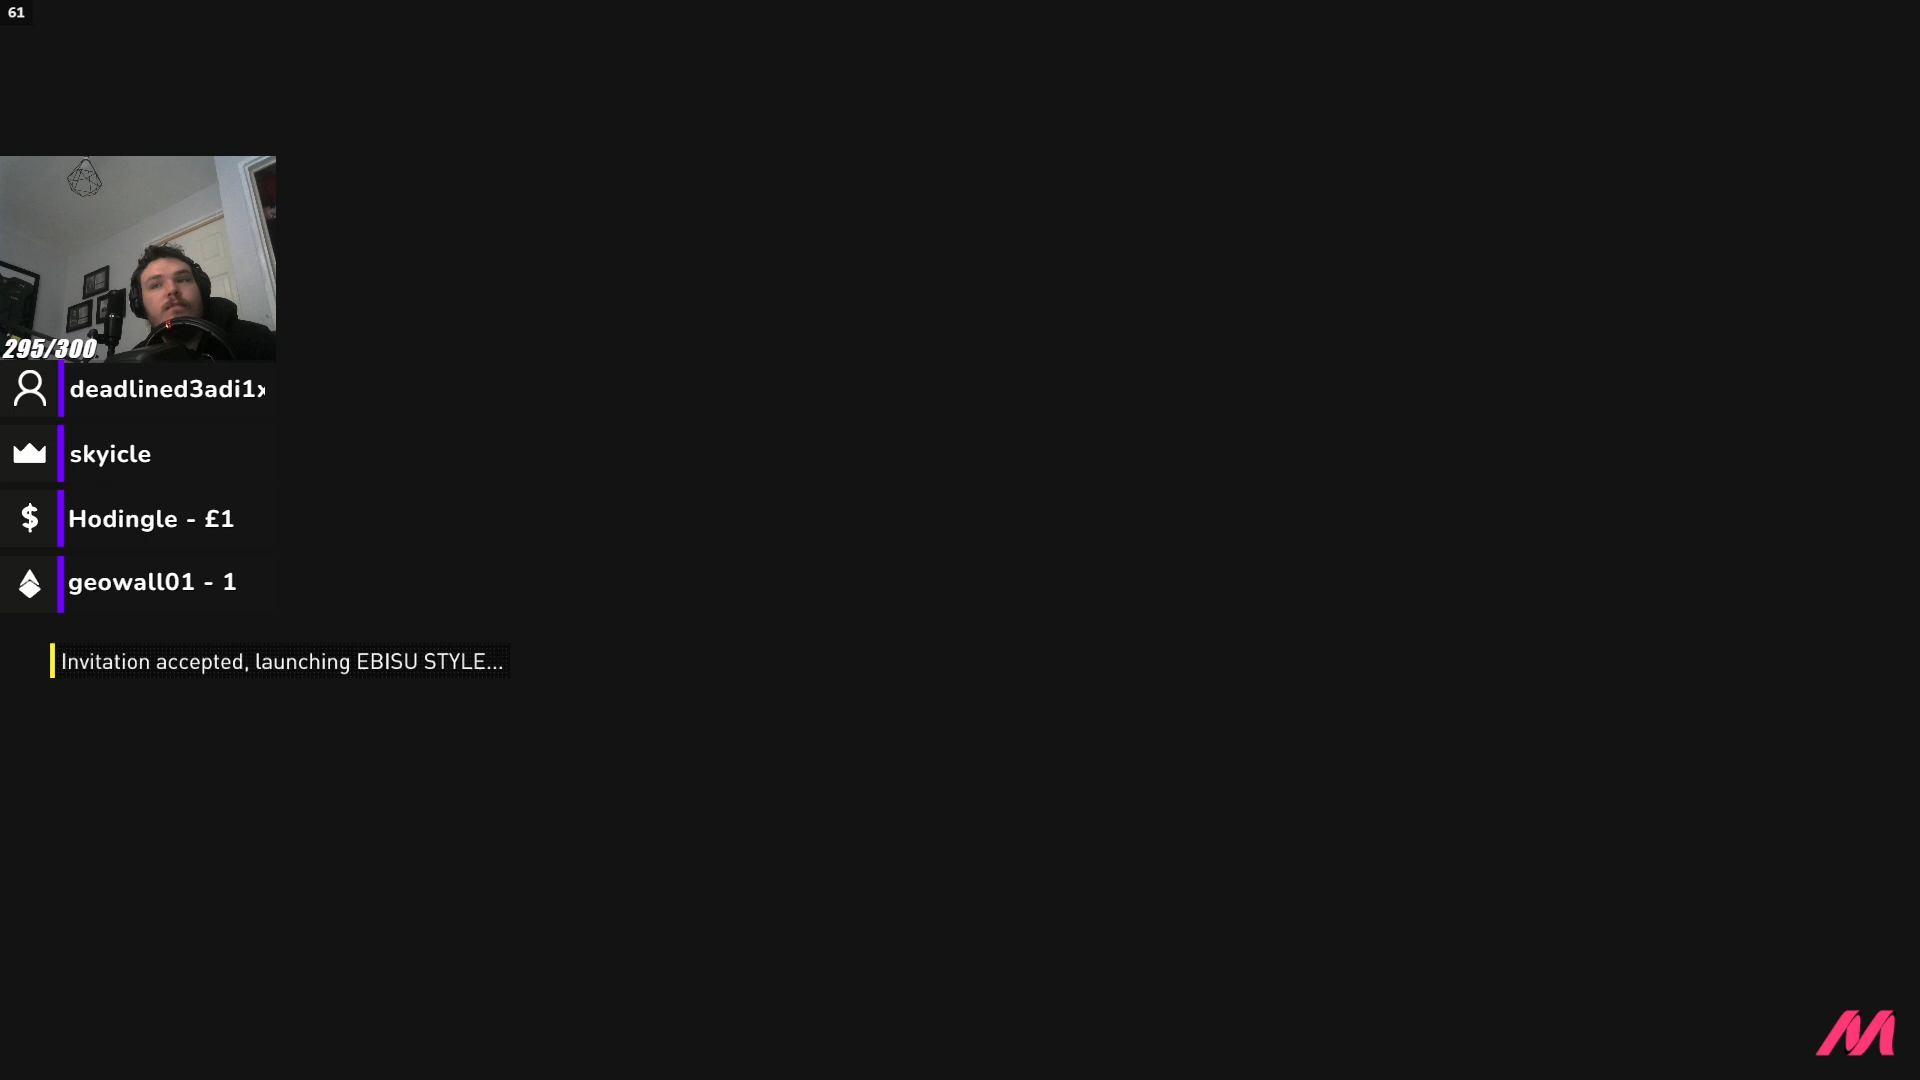 61
295/300
deadlined3adi1x
skyicle
$ Hodingle - £1
geowall01 - 1
Invitation accepted, launching EBISU STYLE...